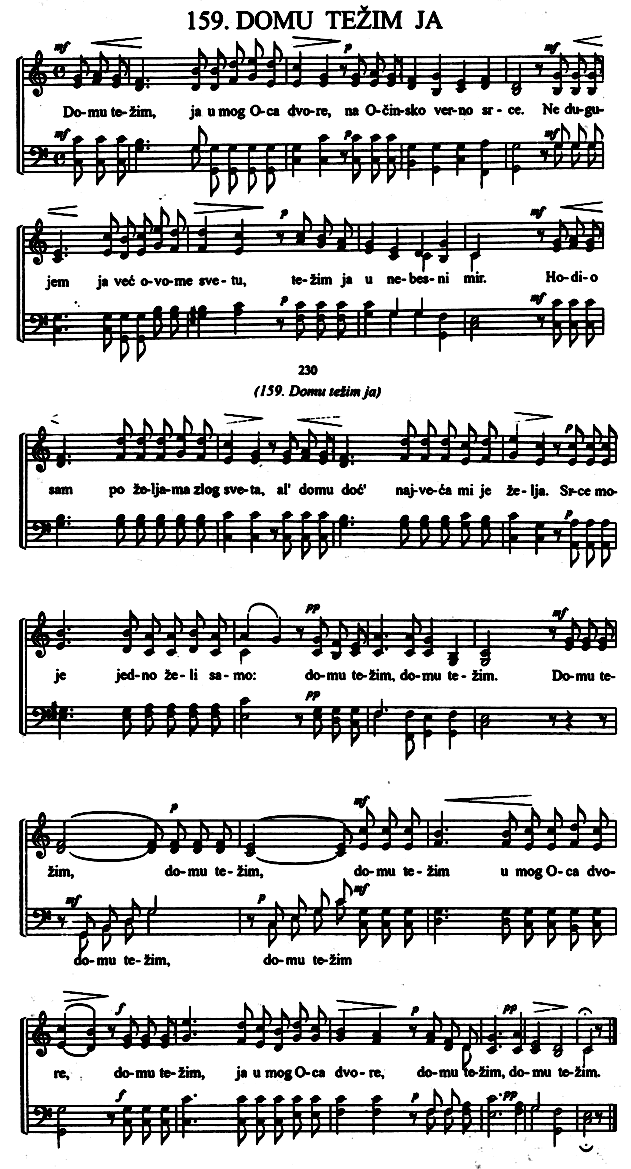 159. DOMU TEŽIM JA
mf p mf
Do-mu te-žim, ja u mog O-ca dvo-re, na O-čin-sko ver-no sr-ce. Ne du-gu-
mf p mf
p mf
jem ja već o-vo-me sve-tu, te-žim ja u ne-bes-ni mir. Ho-di-o
p mf
230
(159. Domu težim ja)
p
sam po že-lja-ma zlog sve-ta, al' domu doć' naj-ve-ća mi je že-lja. Sr-ce mo-
p
pp mf
je jed-no že-li sa-mo: do-mu te-žim, do-mu te-žim. Do-mu te-
pp
p mf
žim, do-mu te-žim, do-mu te-žim u mog O-ca dvo-
mf p mf
do-mu te-žim, do-mu te-žim
f p pp
re, do-mu te-žim, ja u mog O-ca dvo-re, do-mu te-žim, do-mu te-žim.
f p pp